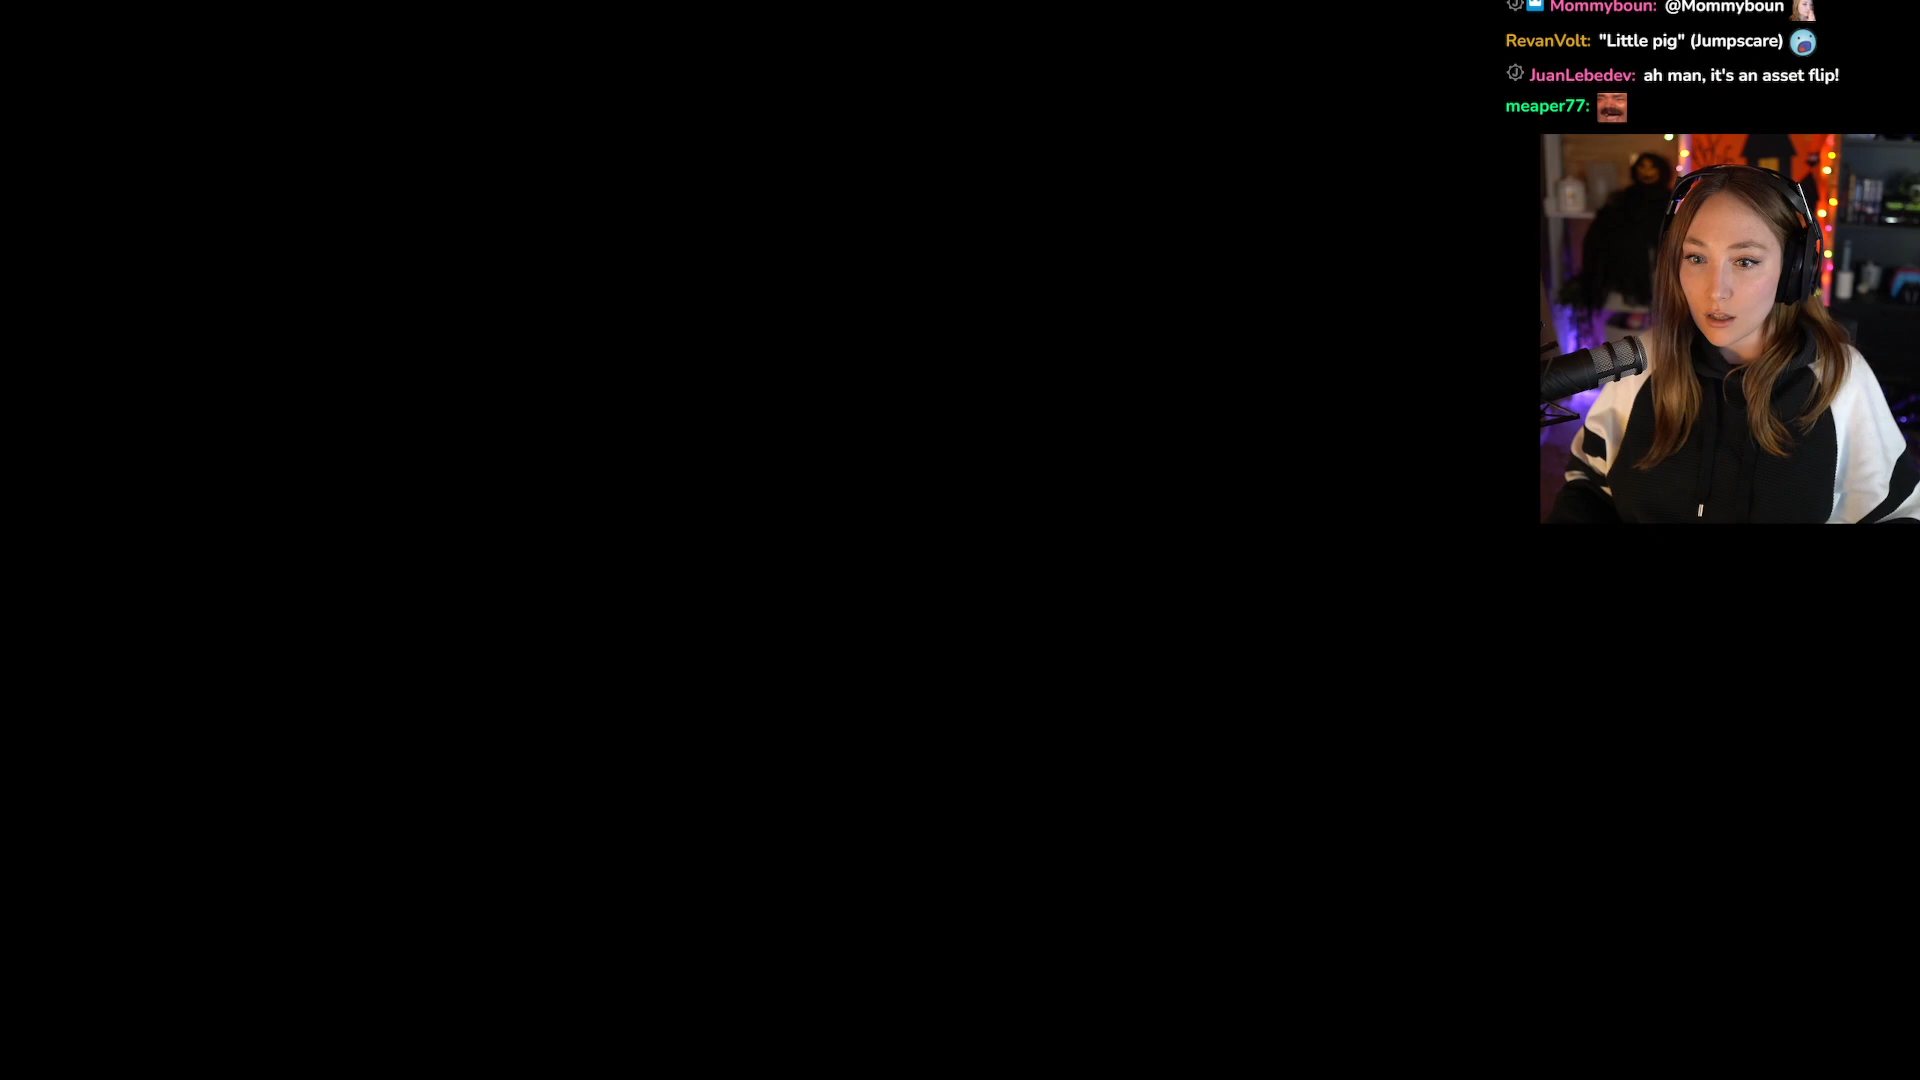 Mommyboun: @Mommyboun
RevanVolt: "Little pig" (Jumpscare)
JuanLebedev: ah man, it's an asset flip!
meaper77: